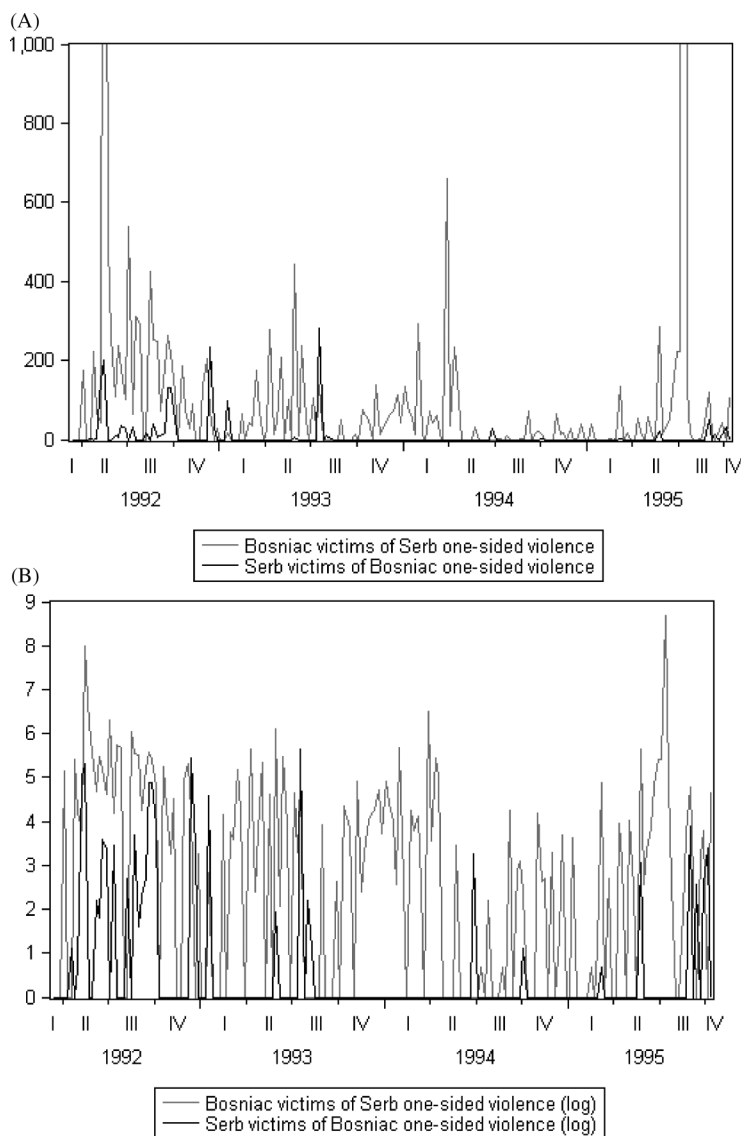 (A)
1,000
800
600
400
200
0
I II III IV I II III IV I II III IV I II III IV
1992 1993 1994 1995
Bosniac victims of Serb one-sided violence
Serb victims of Bosniac one-sided violence
(B)
9
8
7
6
5
4
3
2
1
0
I II III IV I II III IV I II III IV I II III IV
1992 1993 1994 1995
Bosniac victims of Serb one-sided violence (log)
Serb victims of Bosniac one-sided violence (log)